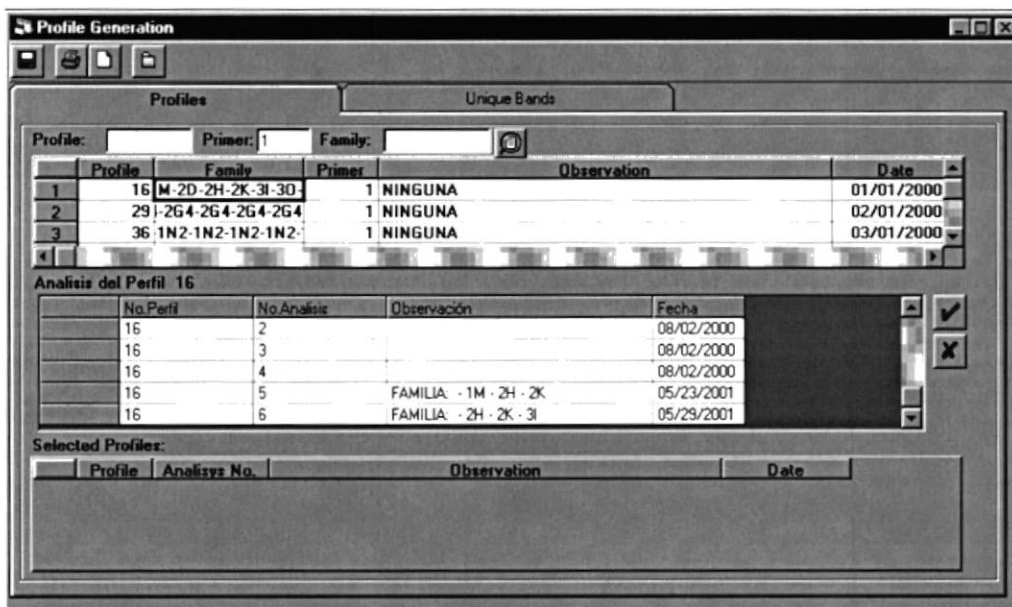 Profile Generation
Profiles Unique Bands
Profile: Primer: 1 Family:
Profile Family Primer Observation Date
1 16 M-2D-2H-2K-3I-3O- 1 NINGUNA 01/01/2000
2 29 -2G4-2G4-2G4-2G4 1 NINGUNA 02/01/2000
3 36 1N2-1N2-1N2-1N2- 1 NINGUNA 03/01/2000
Analisis del Perfil 16
No.Perfil No.Analisis Observación Fecha
16 2 08/02/2000
16 3 08/02/2000
16 4 08/02/2000
16 5 FAMILIA: - 1M - 2H - 2K 05/23/2001
16 6 FAMILIA: - 2H - 2K - 3I 05/29/2001
Selected Profiles:
Profile Analisys No. Observation Date